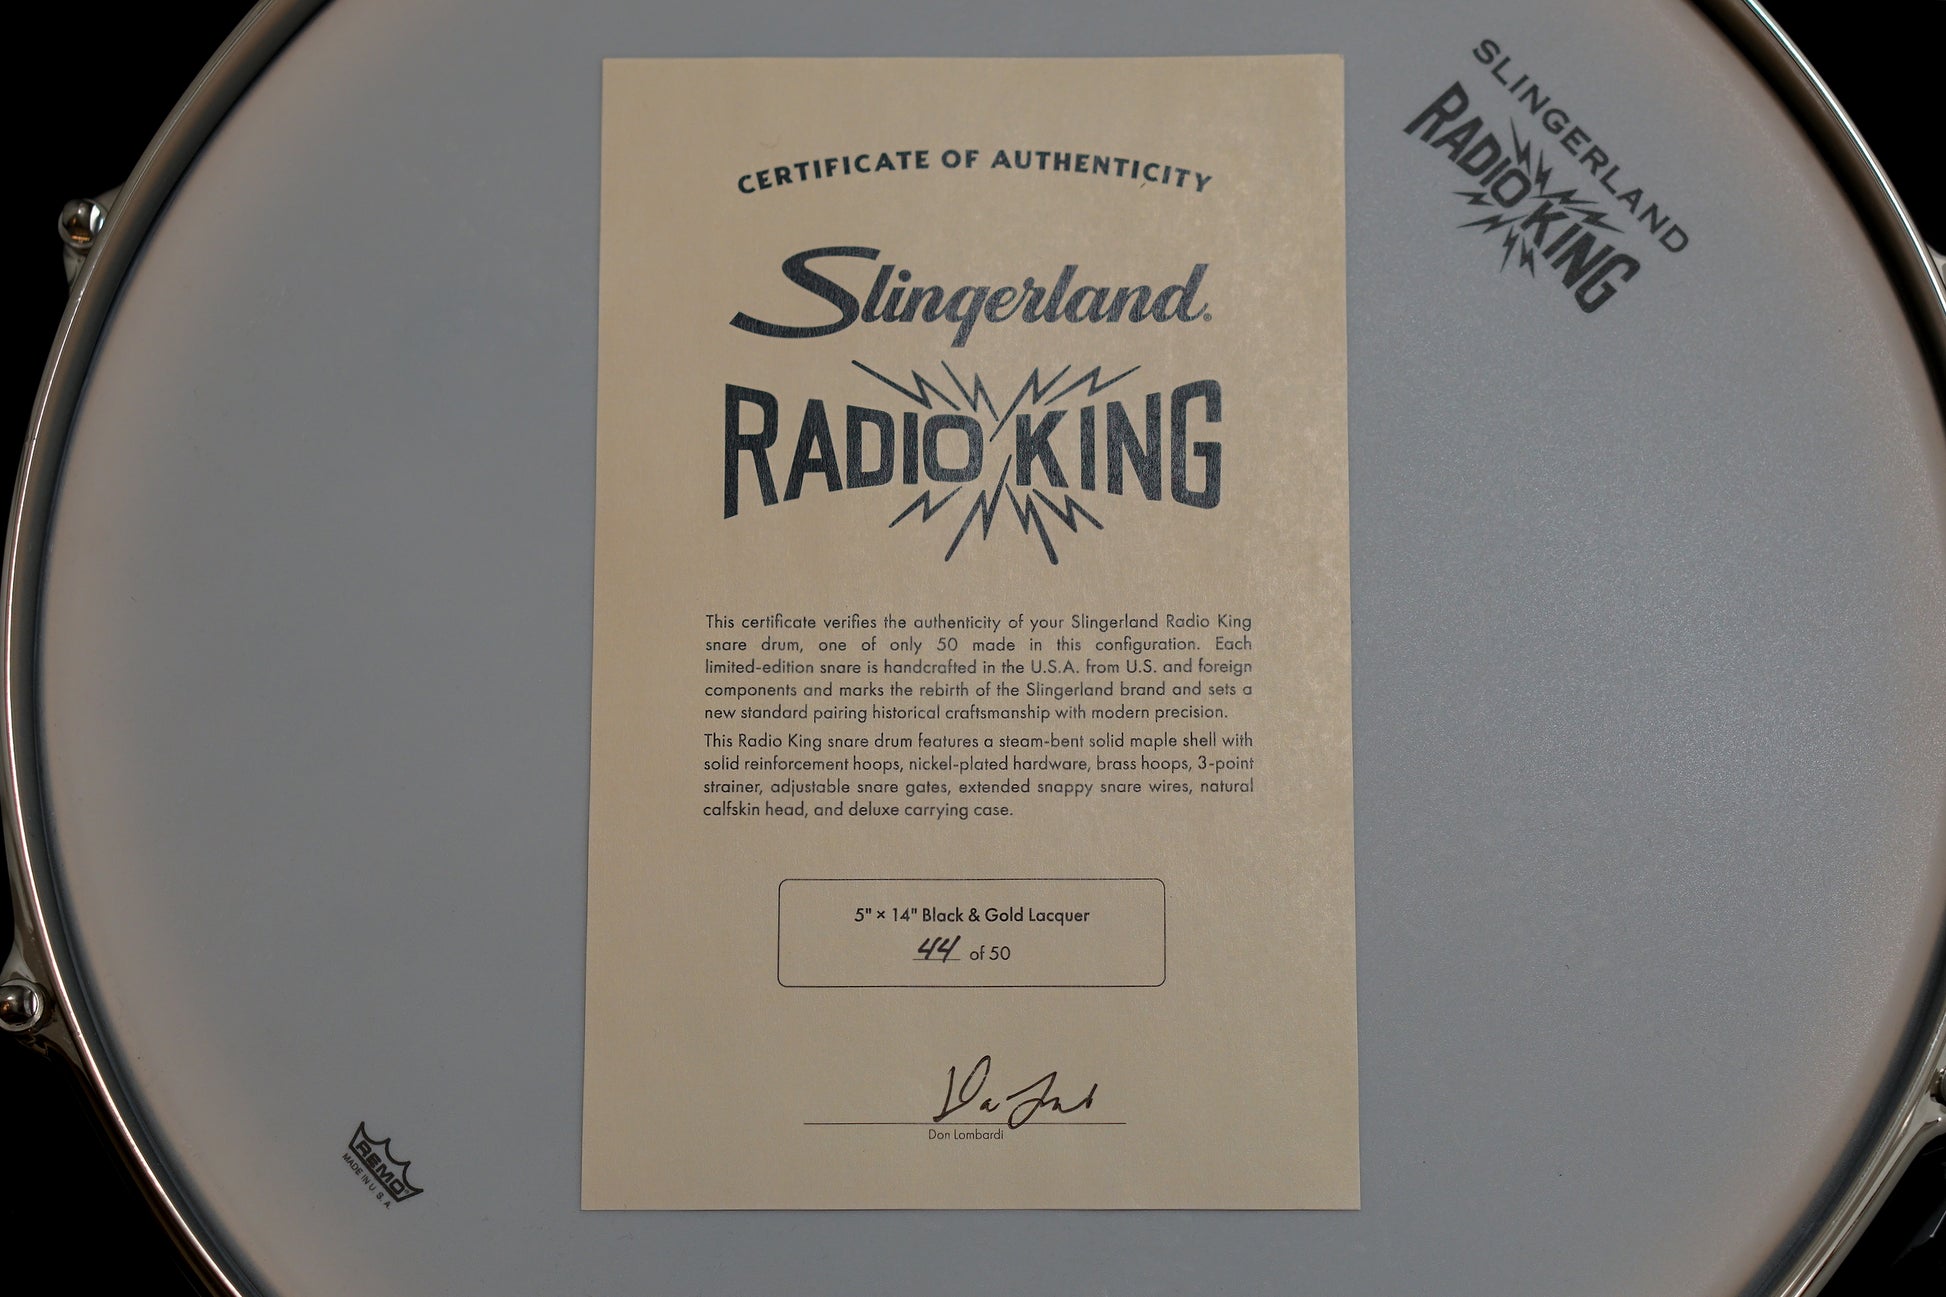 CERTIFICATE OF AUTHENTICITY
Slingerland.
RADIO KING
This certificate verifies the authenticity of your Slingerland Radio King
snare drum, one of only 50 made in this configuration. Each
limited-edition snare is handcrafted in the U.S.A. from U.S. and foreign
components and marks the rebirth of the Slingerland brand and sets a
new standard pairing historical craftsmanship with modern precision.
This Radio King snare drum features a steam-bent solid maple shell with
solid reinforcement hoops, nickel-plated hardware, brass hoops, 3-point
strainer, adjustable snare gates, extended snappy snare wires, natural
calfskin head, and deluxe carrying case.
5" × 14" Black & Gold Lacquer
44 of 50
Don Lombardi
SLINGERLAND
RADIO KING
REMO
MADE IN U.S.A.